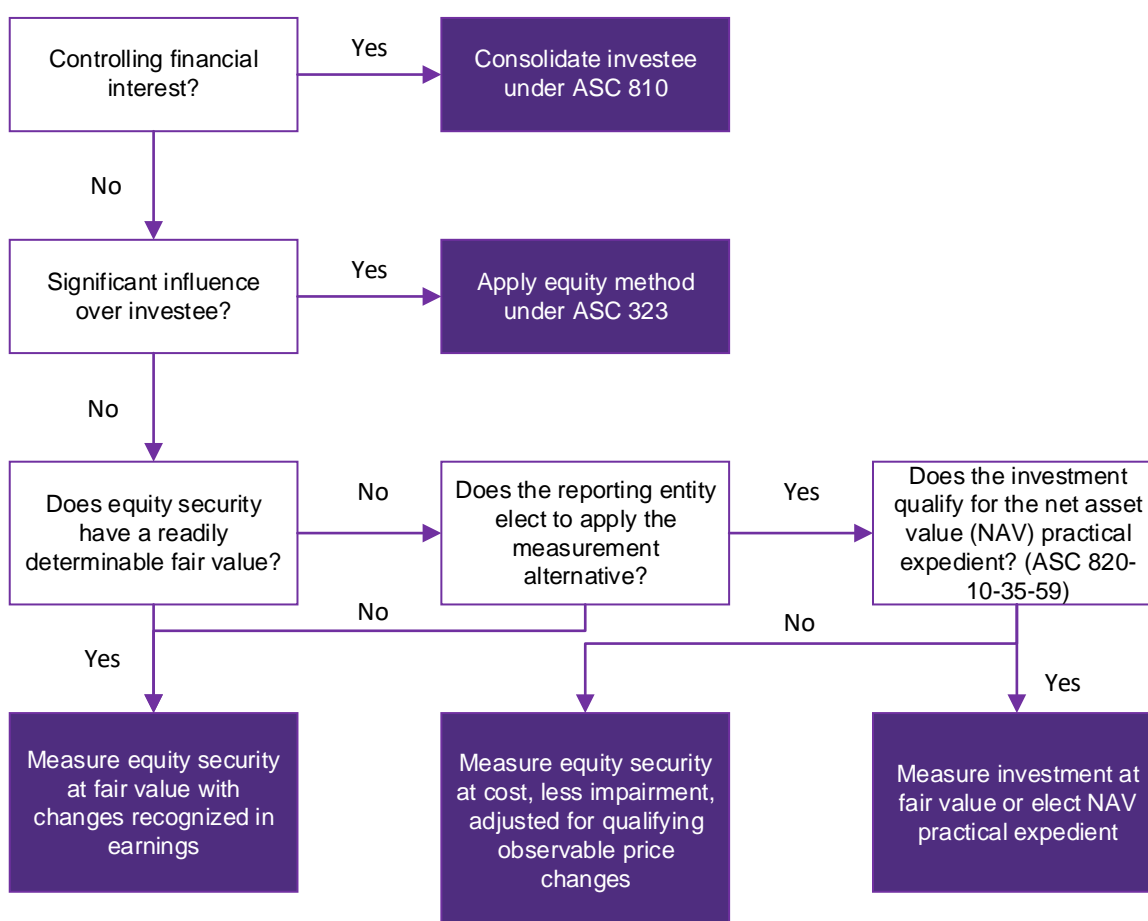 Controlling financial
interest?
Yes
Consolidate investee
under ASC 810
No
Significant influence
over investee?
Yes
Apply equity method
under ASC 323
No
Does equity security
have a readily
determinable fair value?
No
Does the reporting entity
elect to apply the
measurement
alternative?
Yes
Does the investment
qualify for the net asset
value (NAV) practical
expedient? (ASC 820-
10-35-59)
No
No
Yes
Yes
Measure equity security
at fair value with
changes recognized in
earnings
Measure equity security
at cost, less impairment,
adjusted for qualifying
observable price
changes
Measure investment at
fair value or elect NAV
practical expedient